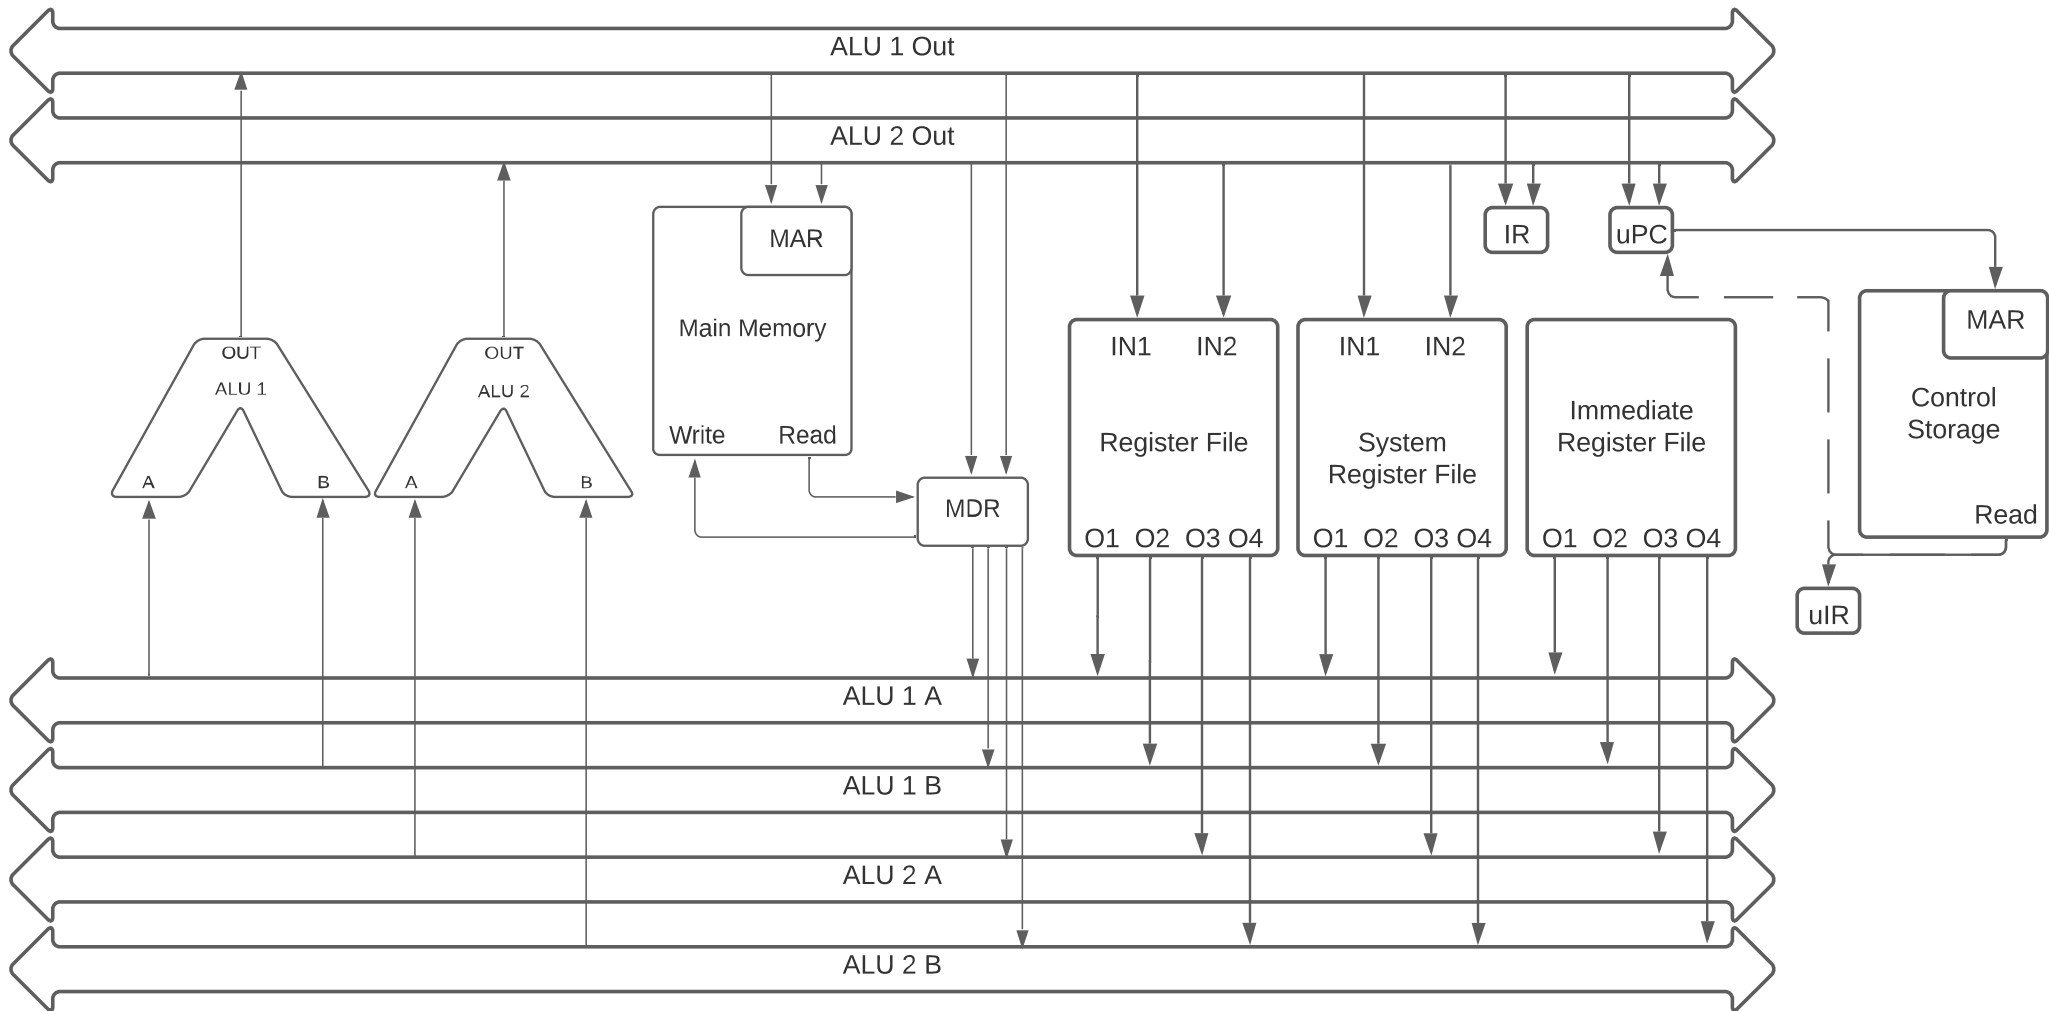 ALU 1 Out
ALU 2 Out
MAR
Main Memory
Write Read
OUT
ALU 1
A B
OUT
ALU 2
A B
MDR
IN1 IN2
Register File
O1 O2 O3 O4
IN1 IN2
System
Register File
O1 O2 O3 O4
Immediate
Register File
O1 O2 O3 O4
IR
uPC
MAR
Control
Storage
Read
uIR
ALU 1 A
ALU 1 B
ALU 2 A
ALU 2 B